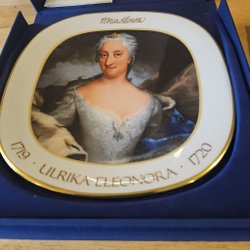 1719 · ULRIKA ELEONORA · 1720